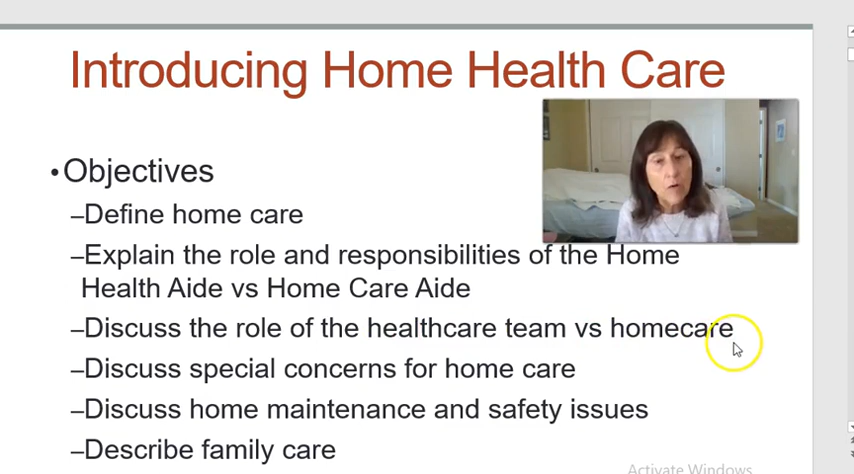 Introducing Home Health Care
•Objectives
–Define home care
–Explain the role and responsibilities of the Home
Health Aide vs Home Care Aide
–Discuss the role of the healthcare team vs homecare
–Discuss special concerns for home care
–Discuss home maintenance and safety issues
–Describe family care
Activate Windows